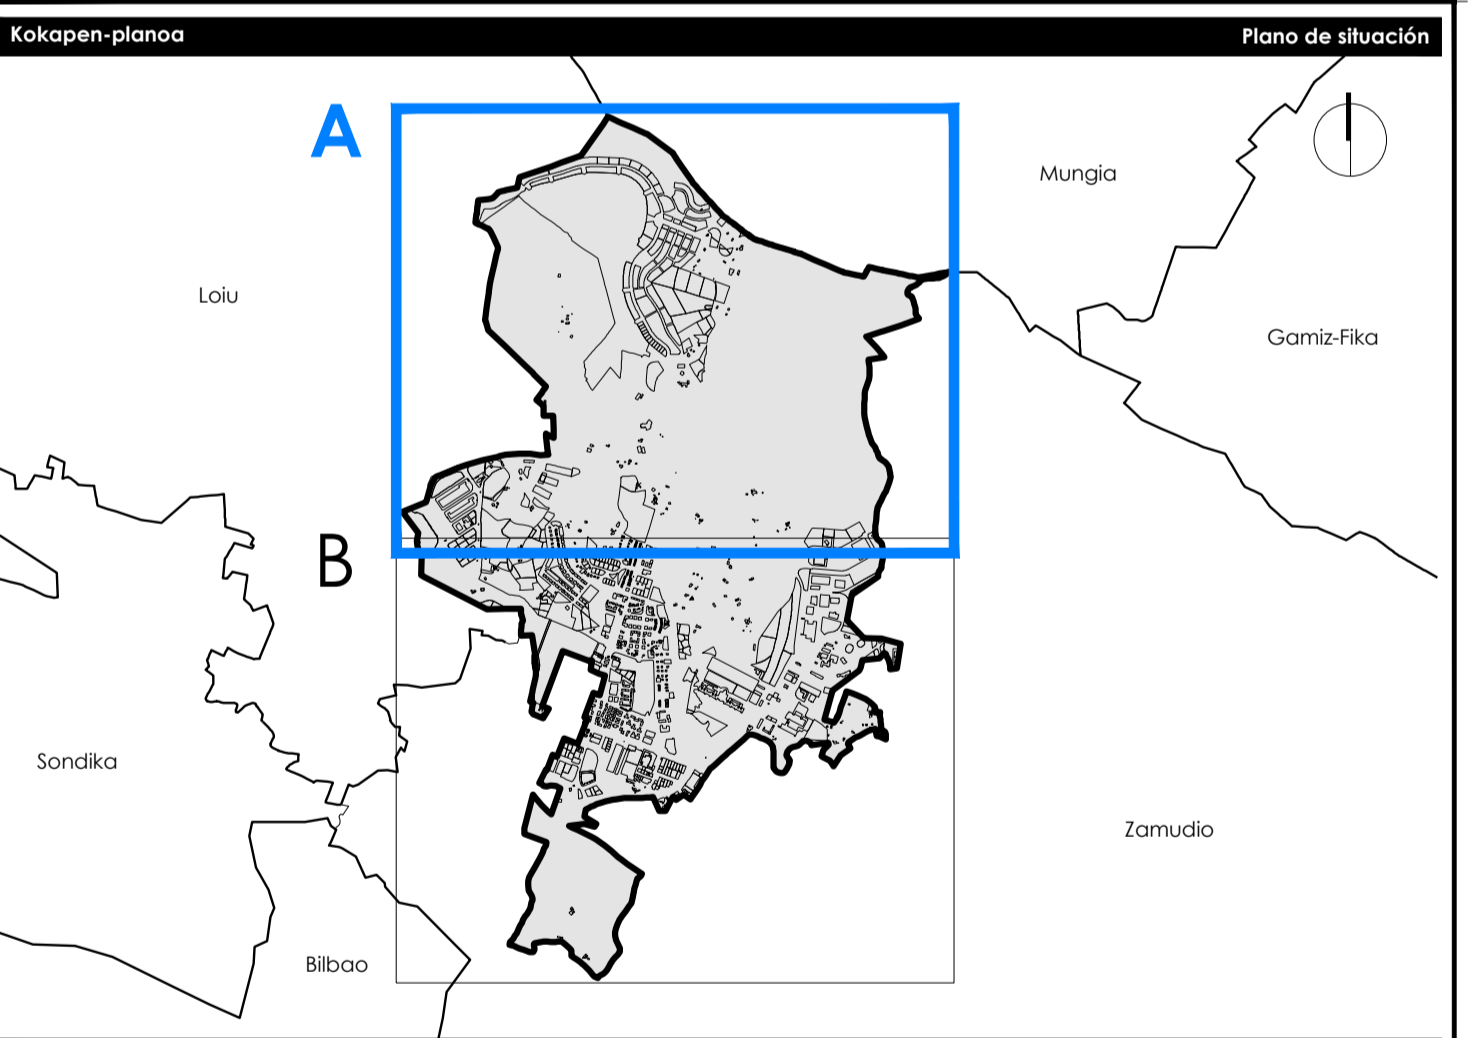 Kokapen-planoa
Plano de situación
A
Mungia
Loiu
Gamiz-Fika
B
Sondika
Zamudio
Bilbao